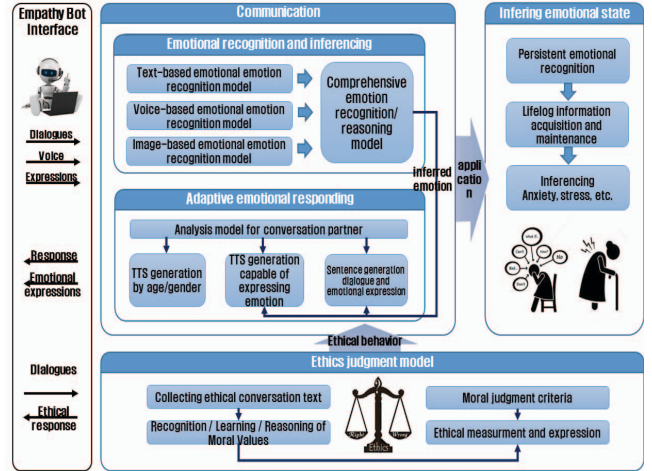 Empathy Bot
Interface
Dialogues
Voice
Expressions
Response
Emotional
expressions
Dialogues
Ethical
response
Communication
Emotional recognition and inferencing
Text-based emotional emotion
recognition model
Voice-based emotional emotion
recognition model
Image-based emotional emotion
recognition model
Comprehensive
emotion
recognition/
reasoning model
inferred
emotion
Adaptive emotional responding
Analysis model for conversation partner
TTS generation
by age/gender
TTS generation
capable of
expressing
emotion
Sentence generation
dialogue and
emotional expression
applic
atio
n
Infering emotional state
Persistent emotional
recognition
Lifelog information
acquisition and
maintenance
Inferencing
Anxiety, stress, etc.
No
Ethical behavior
Ethics judgment model
Collecting ethical conversation text
Recognition / Learning / Reasoning of
Moral Values
Right
Wrong
Ethics
Moral judgment criteria
Ethical measurment and expression